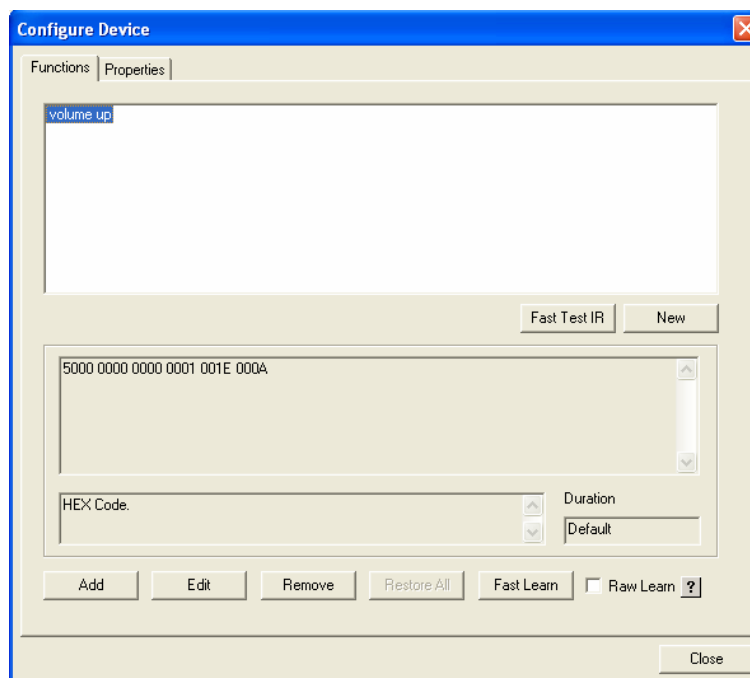 Configure Device
Functions Properties
volume up
Fast Test IR New
5000 0000 0000 0001 001E 000A
HEX Code.
Duration
Default
Add Edit Remove Restore All Fast Learn Raw Learn ?
Close